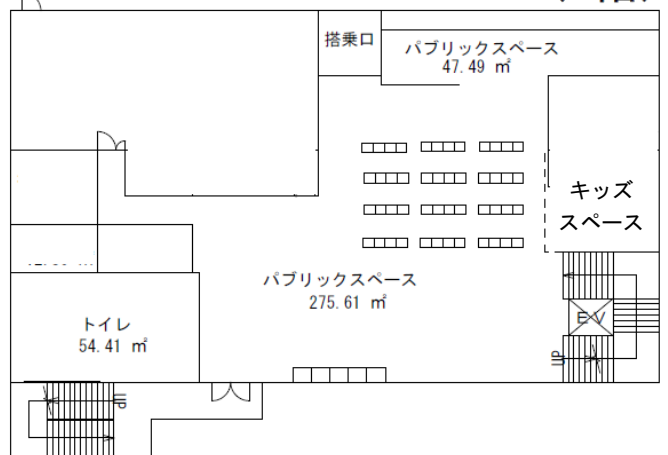 搭乗口
パブリックスペース
47.49 ㎡
キッズ
スペース
パブリックスペース
275.61 ㎡
トイレ
54.41 ㎡
EV
UP
UP